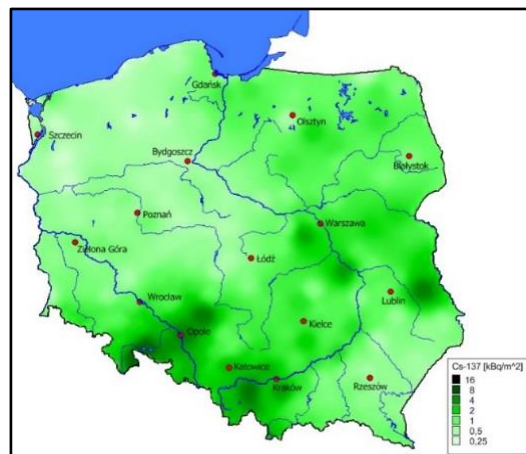 Gdańsk
Olsztyn
Szczecin
Białystok
Bydgoszcz
Poznań
Warszawa
Zielona Góra
Łódź
Lublin
Wrocław
Kielce
Opole
Katowice
Kraków
Rzeszów
Cs-137 [kBq/m^2]
16
8
4
2
1
0,5
0,25